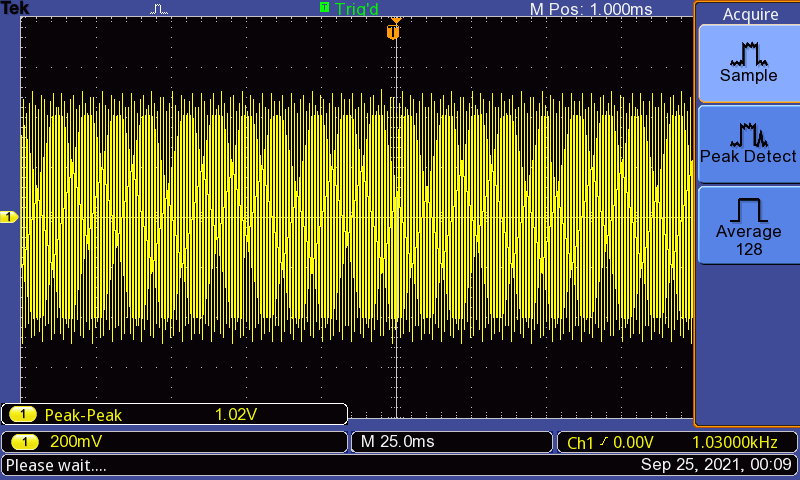 Tek
T Trig'd
M Pos: 1.000ms
Acquire
T
Sample
Peak Detect
1
Average
128
1 Peak-Peak 1.02V
1 200mV
M 25.0ms
Ch1 0.00V 1.03000kHz
Please wait....
Sep 25, 2021, 00:09